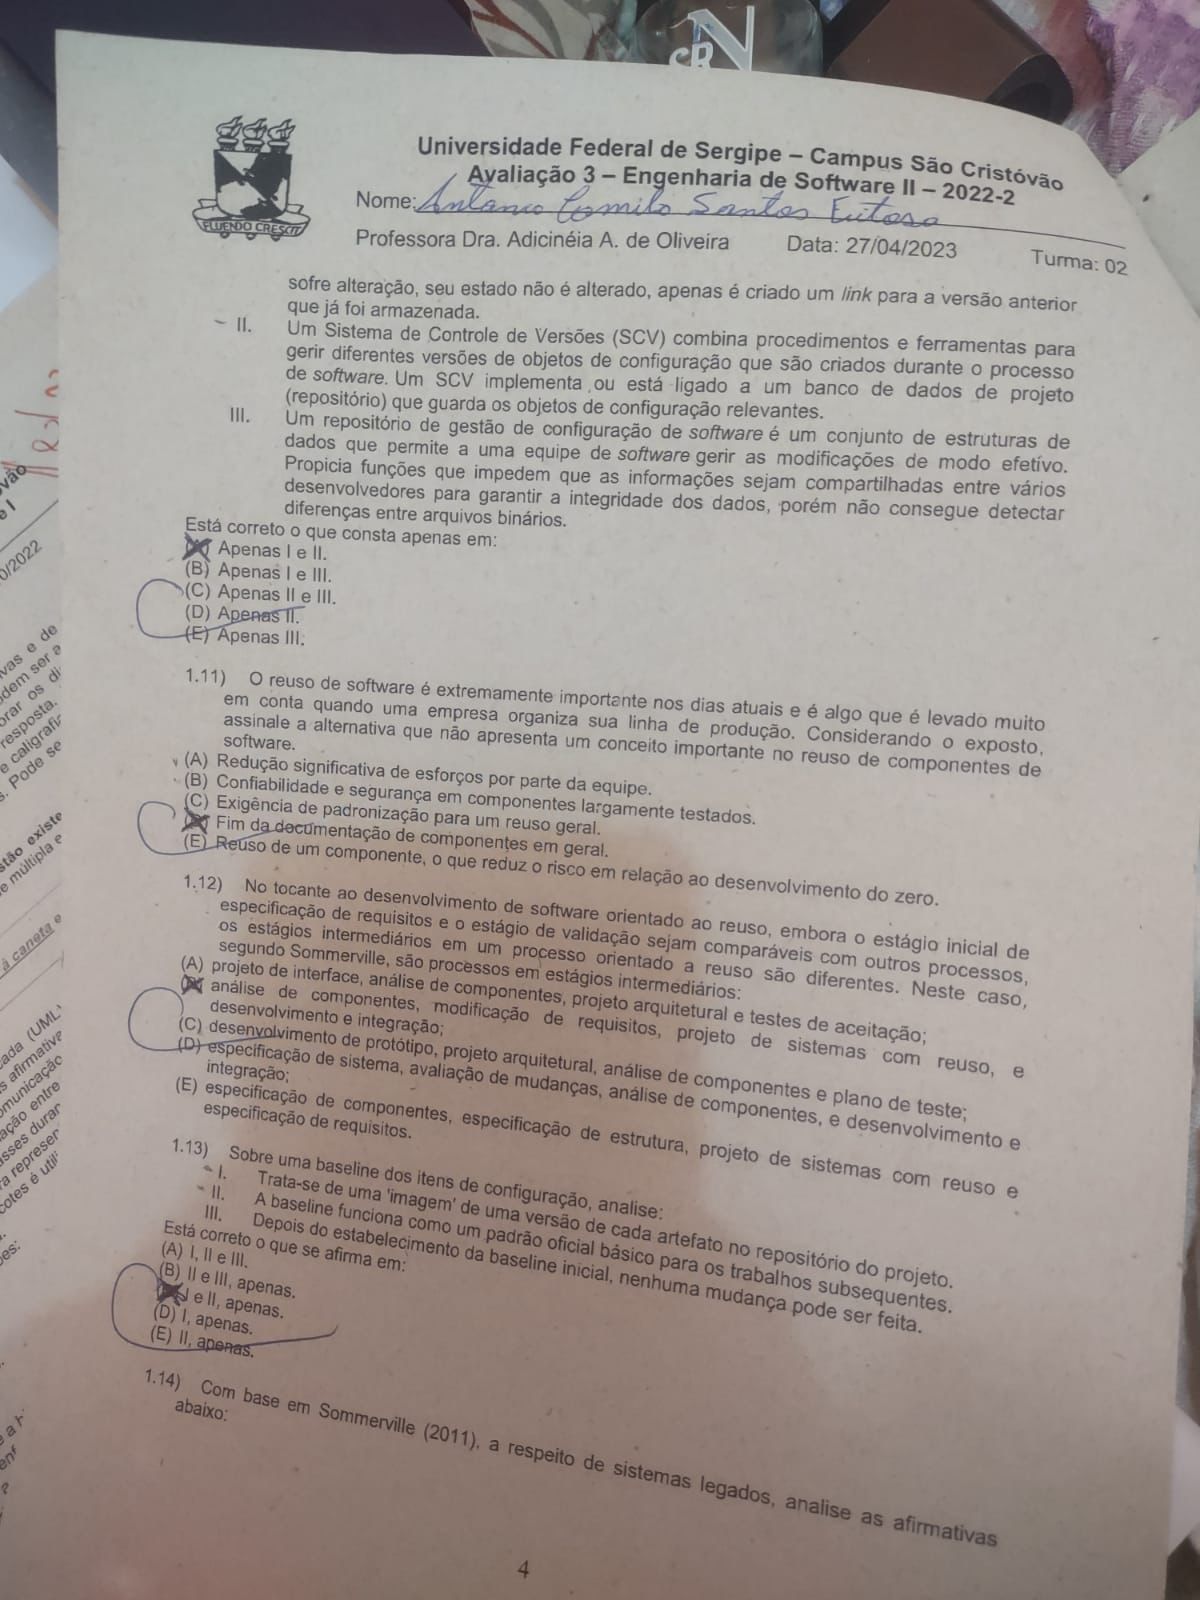 N
CR
Universidade Federal de Sergipe – Campus São Cristóvão
Avaliação 3 – Engenharia de Software II – 2022-2
Nome: Antonio Camilo Santos
Professora Dra. Adicinéia A. de Oliveira Data: 27/04/2023 Turma: 02
FLUENDO CRESCIT
sofre alteração, seu estado não é alterado, apenas é criado um link para a versão anterior
que já foi armazenada.
II. Um Sistema de Controle de Versões (SCV) combina procedimentos e ferramentas para
gerir diferentes versões de objetos de configuração que são criados durante o processo
de software. Um SCV implementa ou está ligado a um banco de dados de projeto
(repositório) que guarda os objetos de configuração relevantes.
III. Um repositório de gestão de configuração de software é um conjunto de estruturas de
dados que permite a uma equipe de software gerir as modificações de modo efetivo.
Propicia funções que impedem que as informações sejam compartilhadas entre vários
desenvolvedores para garantir a integridade dos dados, porém não consegue detectar
diferenças entre arquivos binários.
Está correto o que consta apenas em:
(A) Apenas I e II.
(B) Apenas I e III.
(C) Apenas II e III.
(D) Apenas II.
(E) Apenas III.
1.11) O reuso de software é extremamente importante nos dias atuais e é algo que é levado muito
em conta quando uma empresa organiza sua linha de produção. Considerando o exposto,
assinale a alternativa que não apresenta um conceito importante no reuso de componentes de
software.
(A) Redução significativa de esforços por parte da equipe.
(B) Confiabilidade e segurança em componentes largamente testados.
(C) Exigência de padronização para um reuso geral.
(D) Fim da documentação de componentes em geral.
(E) Reuso de um componente, o que reduz o risco em relação ao desenvolvimento do zero.
1.12) No tocante ao desenvolvimento de software orientado ao reuso, embora o estágio inicial de
especificação de requisitos e o estágio de validação sejam comparáveis com outros processos,
os estágios intermediários em um processo orientado a reuso são diferentes. Neste caso,
segundo Sommerville, são processos em estágios intermediários:
(A) projeto de interface, análise de componentes, projeto arquitetural e testes de aceitação;
(B) análise de componentes, modificação de requisitos, projeto de sistemas com reuso, e
desenvolvimento e integração;
(C) desenvolvimento de protótipo, projeto arquitetural, análise de componentes e plano de teste;
(D) especificação de sistema, avaliação de mudanças, análise de componentes, e desenvolvimento e
integração;
(E) especificação de componentes, especificação de estrutura, projeto de sistemas com reuso e
especificação de requisitos.
1.13) Sobre uma baseline dos itens de configuração, analise:
I. Trata-se de uma 'imagem' de uma versão de cada artefato no repositório do projeto.
II. A baseline funciona como um padrão oficial básico para os trabalhos subsequentes.
III. Depois do estabelecimento da baseline inicial, nenhuma mudança pode ser feita.
Está correto o que se afirma em:
(A) I, II e III.
(B) II e III, apenas.
(C) I e II, apenas.
(D) I, apenas.
(E) II, apenas.
1.14) Com base em Sommerville (2011), a respeito de sistemas legados, analise as afirmativas
abaixo:
4